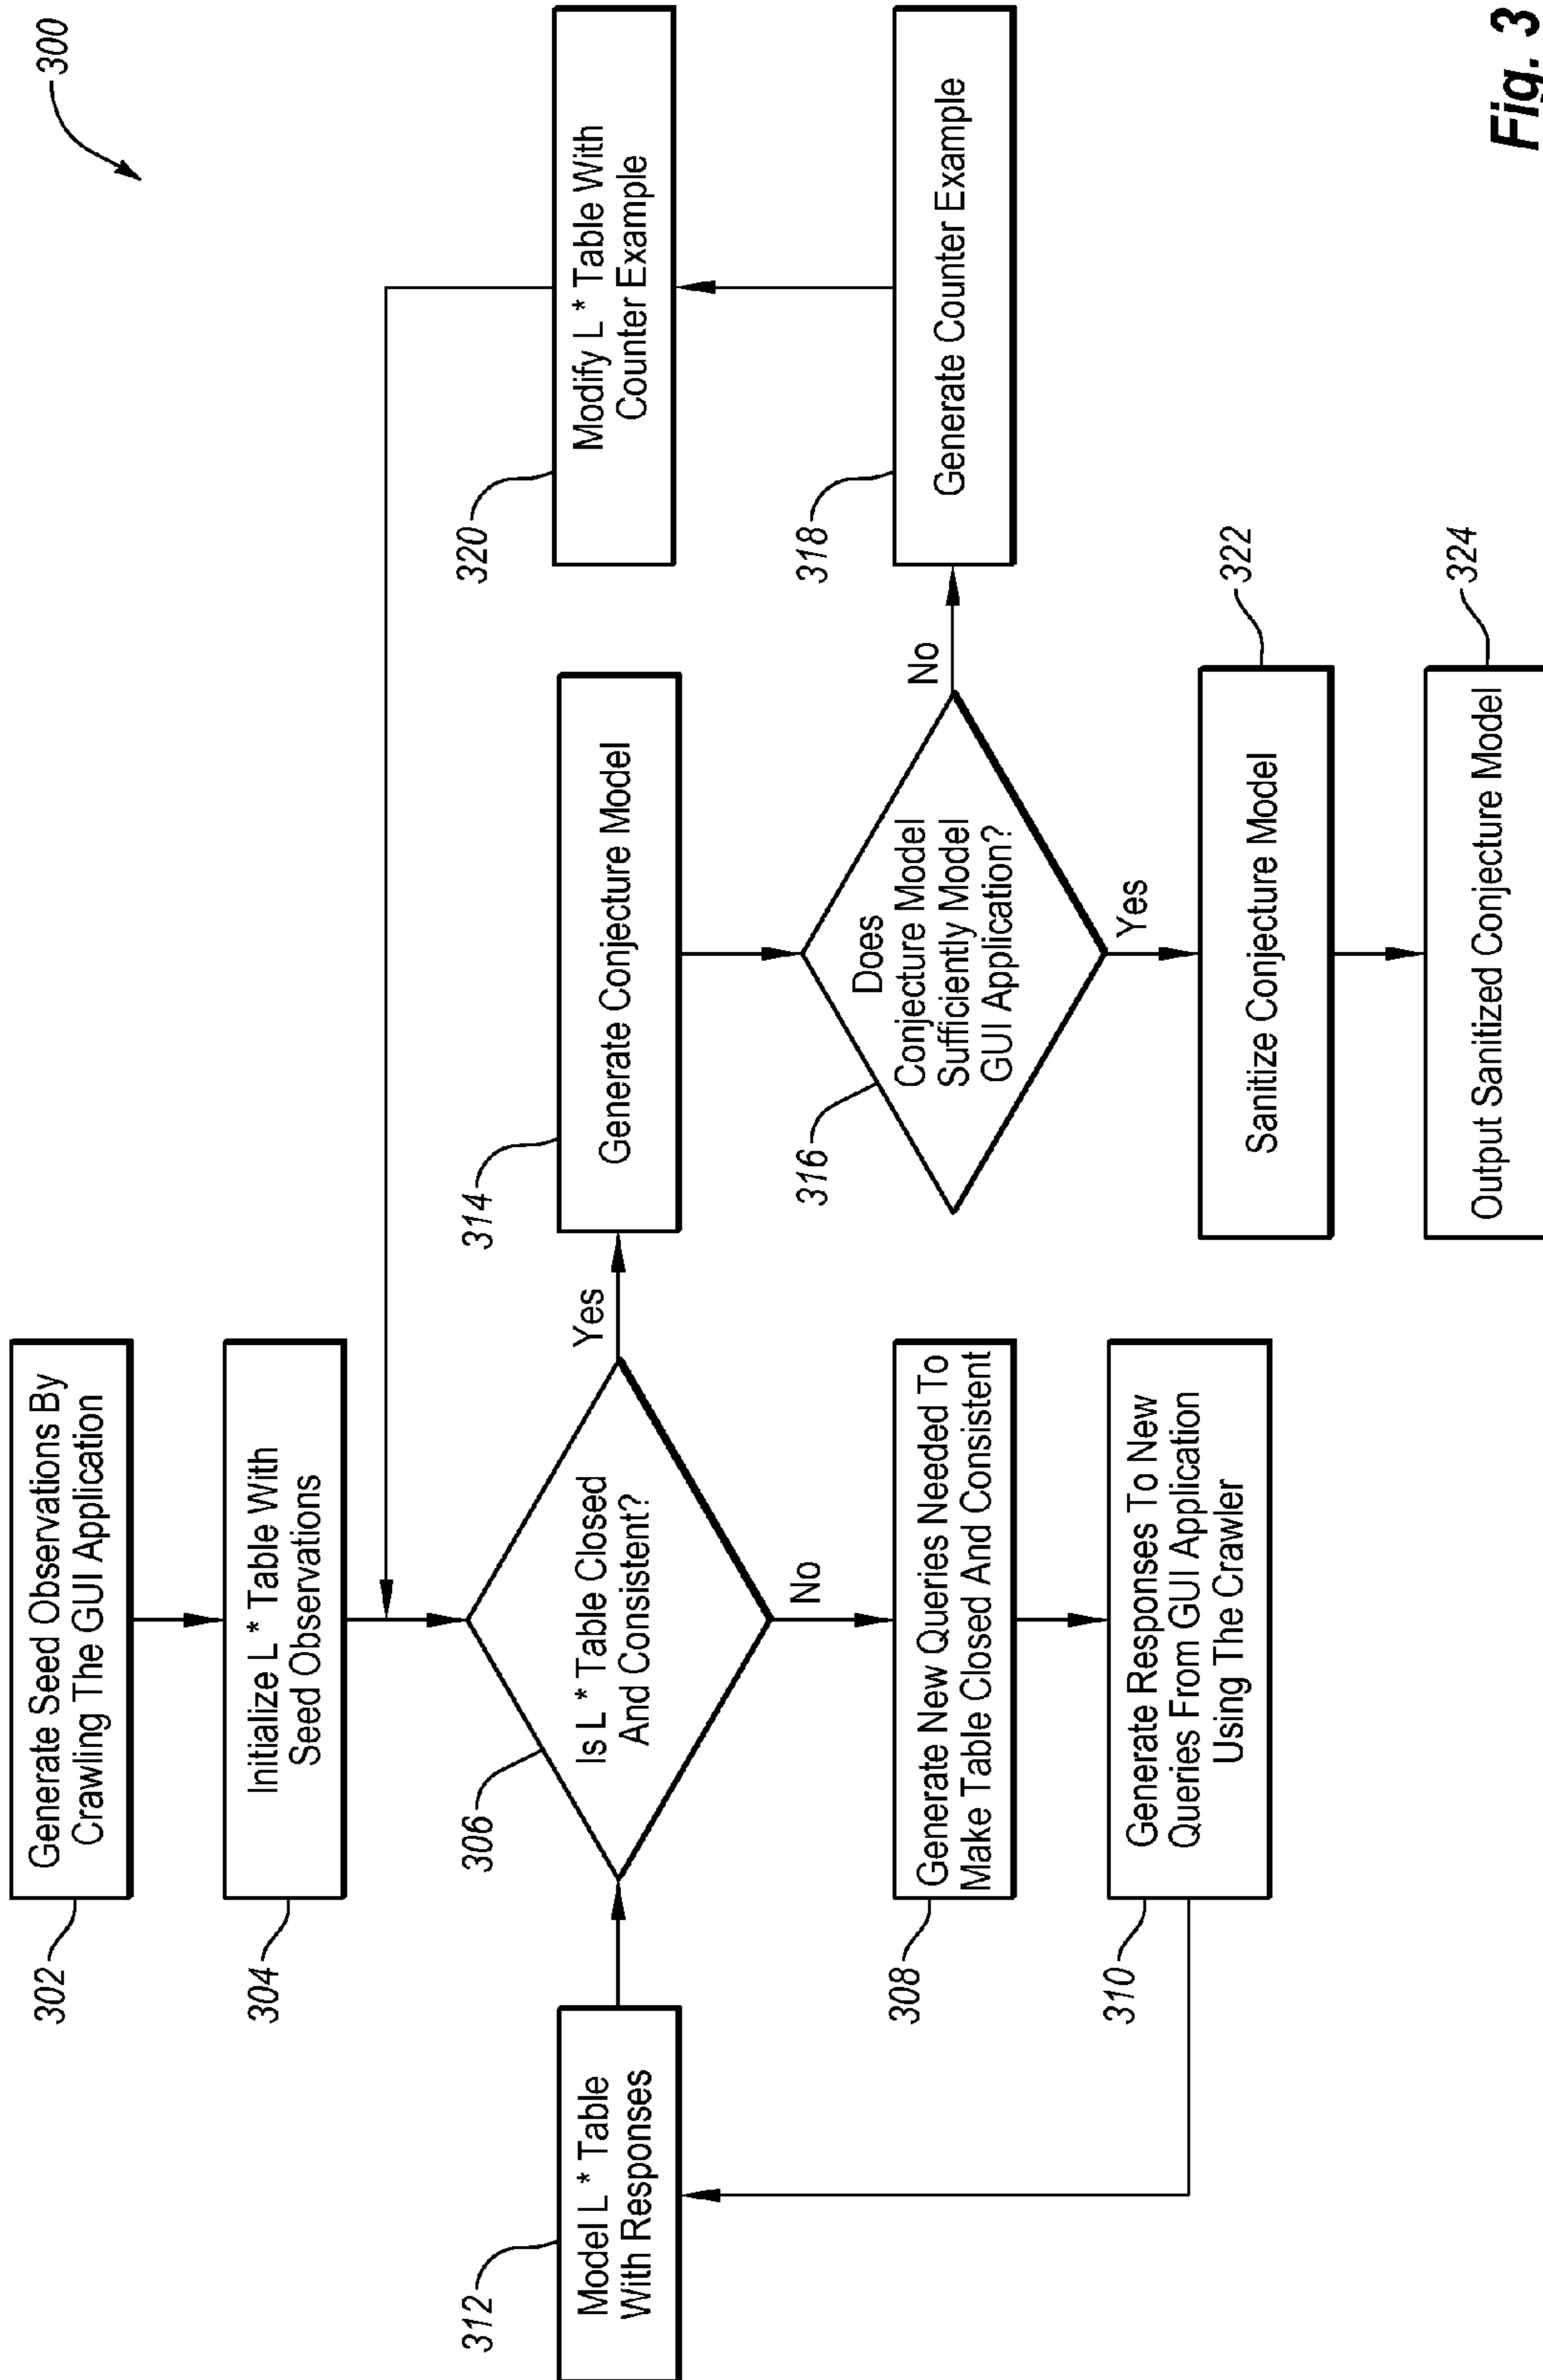 300
302
Generate Seed Observations By
Crawling The GUI Application
304
Initialize L * Table With
Seed Observations
306
Is L * Table Closed
And Consistent?
Yes
No
308
Generate New Queries Needed To
Make Table Closed And Consistent
310
Generate Responses To New
Queries From GUI Application
Using The Crawler
312
Model L * Table
With Responses
314
Generate Conjecture Model
316
Does
Conjecture Model
Sufficiently Model
GUI Application?
No
Yes
318
Generate Counter Example
320
Modify L * Table With
Counter Example
322
Sanitize Conjecture Model
324
Output Sanitized Conjecture Model
Fig. 3